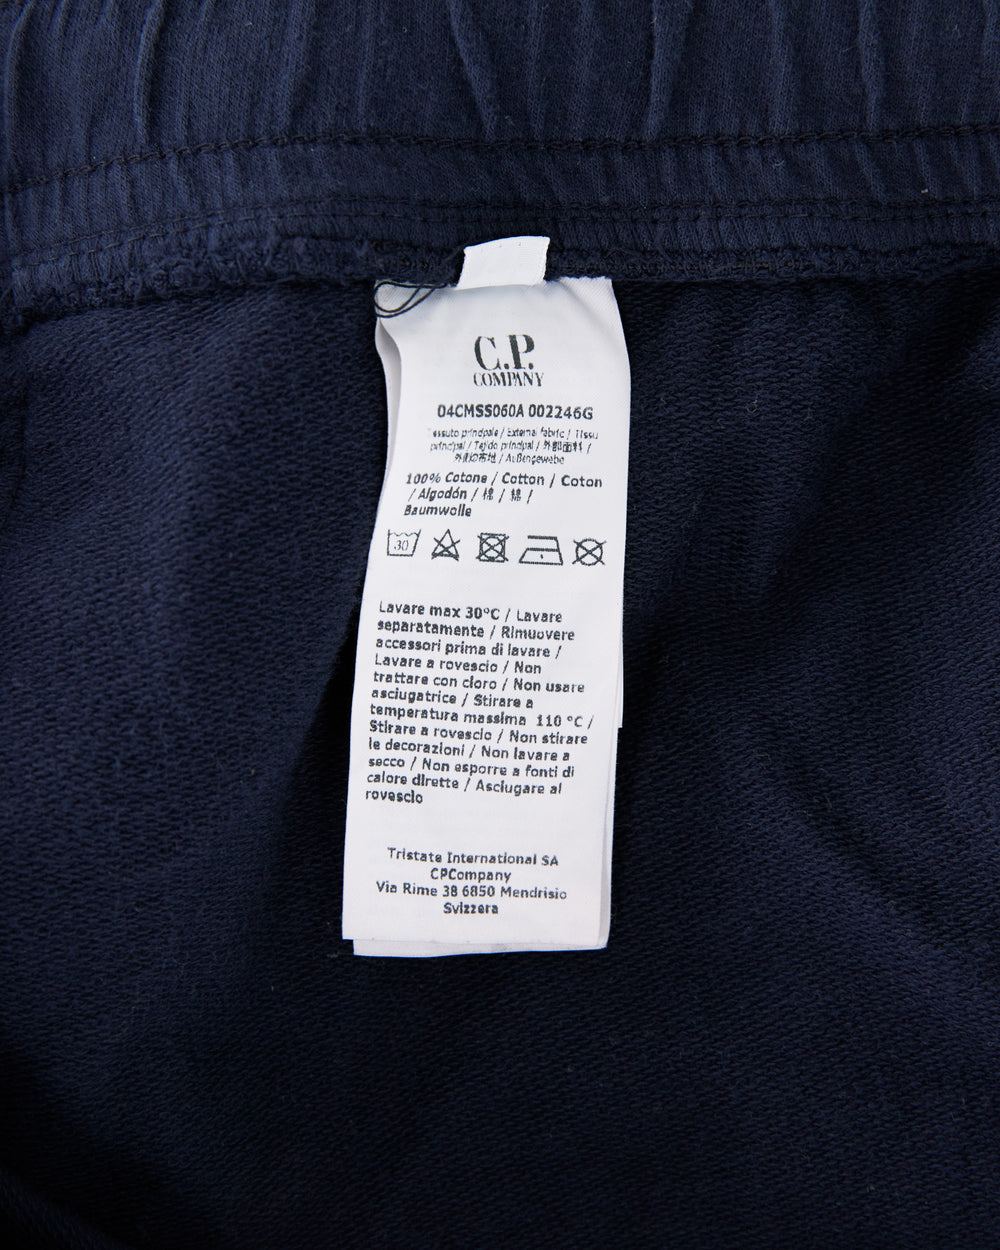 C.P.
COMPANY
04CMSS060A 002246G
Tessuto principale / External fabric / Tissu
principal / Tejido principal / 外部面料 /
外側の布地 / Außengewebe
100% Cotone / Cotton / Coton
/ Algodón / 棉 / 綿 /
Baumwolle
30
Lavare max 30°C / Lavare
separatamente / Rimuovere
accessori prima di lavare /
Lavare a rovescio / Non
trattare con cloro / Non usare
asciugatrice / Stirare a
temperatura massima 110 °C /
Stirare a rovescio / Non stirare
le decorazioni / Non lavare a
secco / Non esporre a fonti di
calore dirette / Asciugare al
rovescio
Tristate International SA
CPCompany
Via Rime 38 6850 Mendrisio
Svizzera